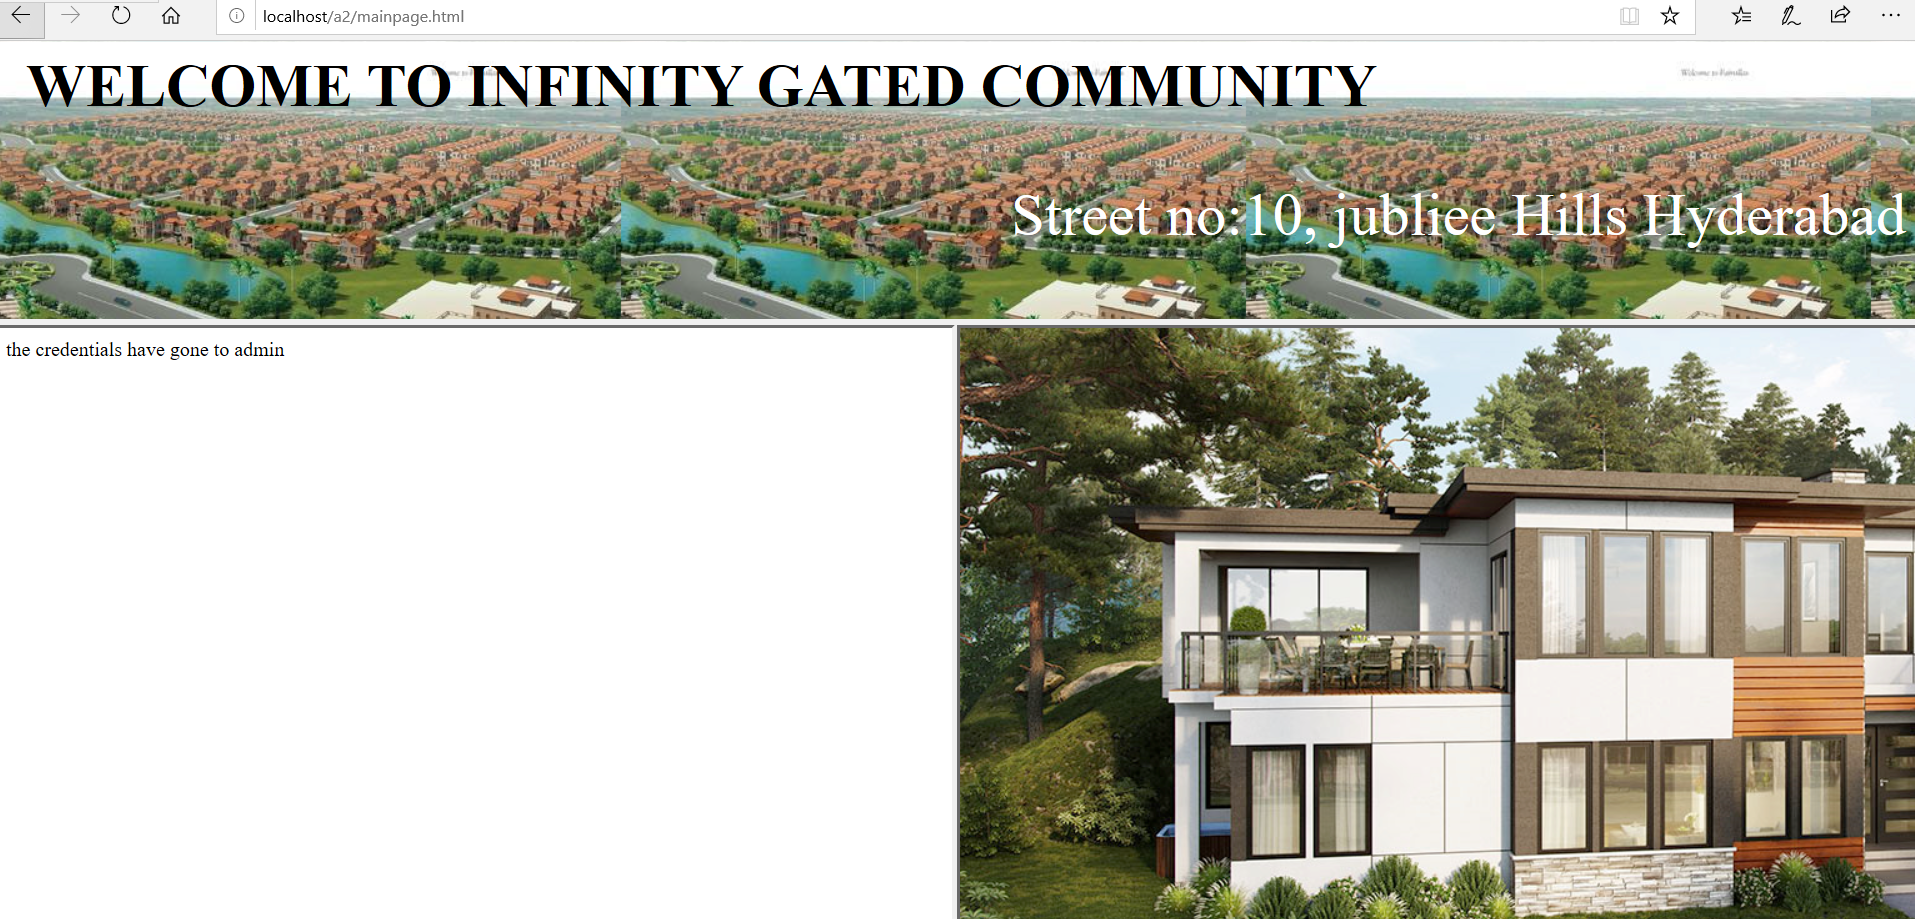 localhost/a2/mainpage.html
WELCOME TO INFINITY GATED COMMUNITY
Street no:10, jubliee Hills Hyderabad
the credentials have gone to admin